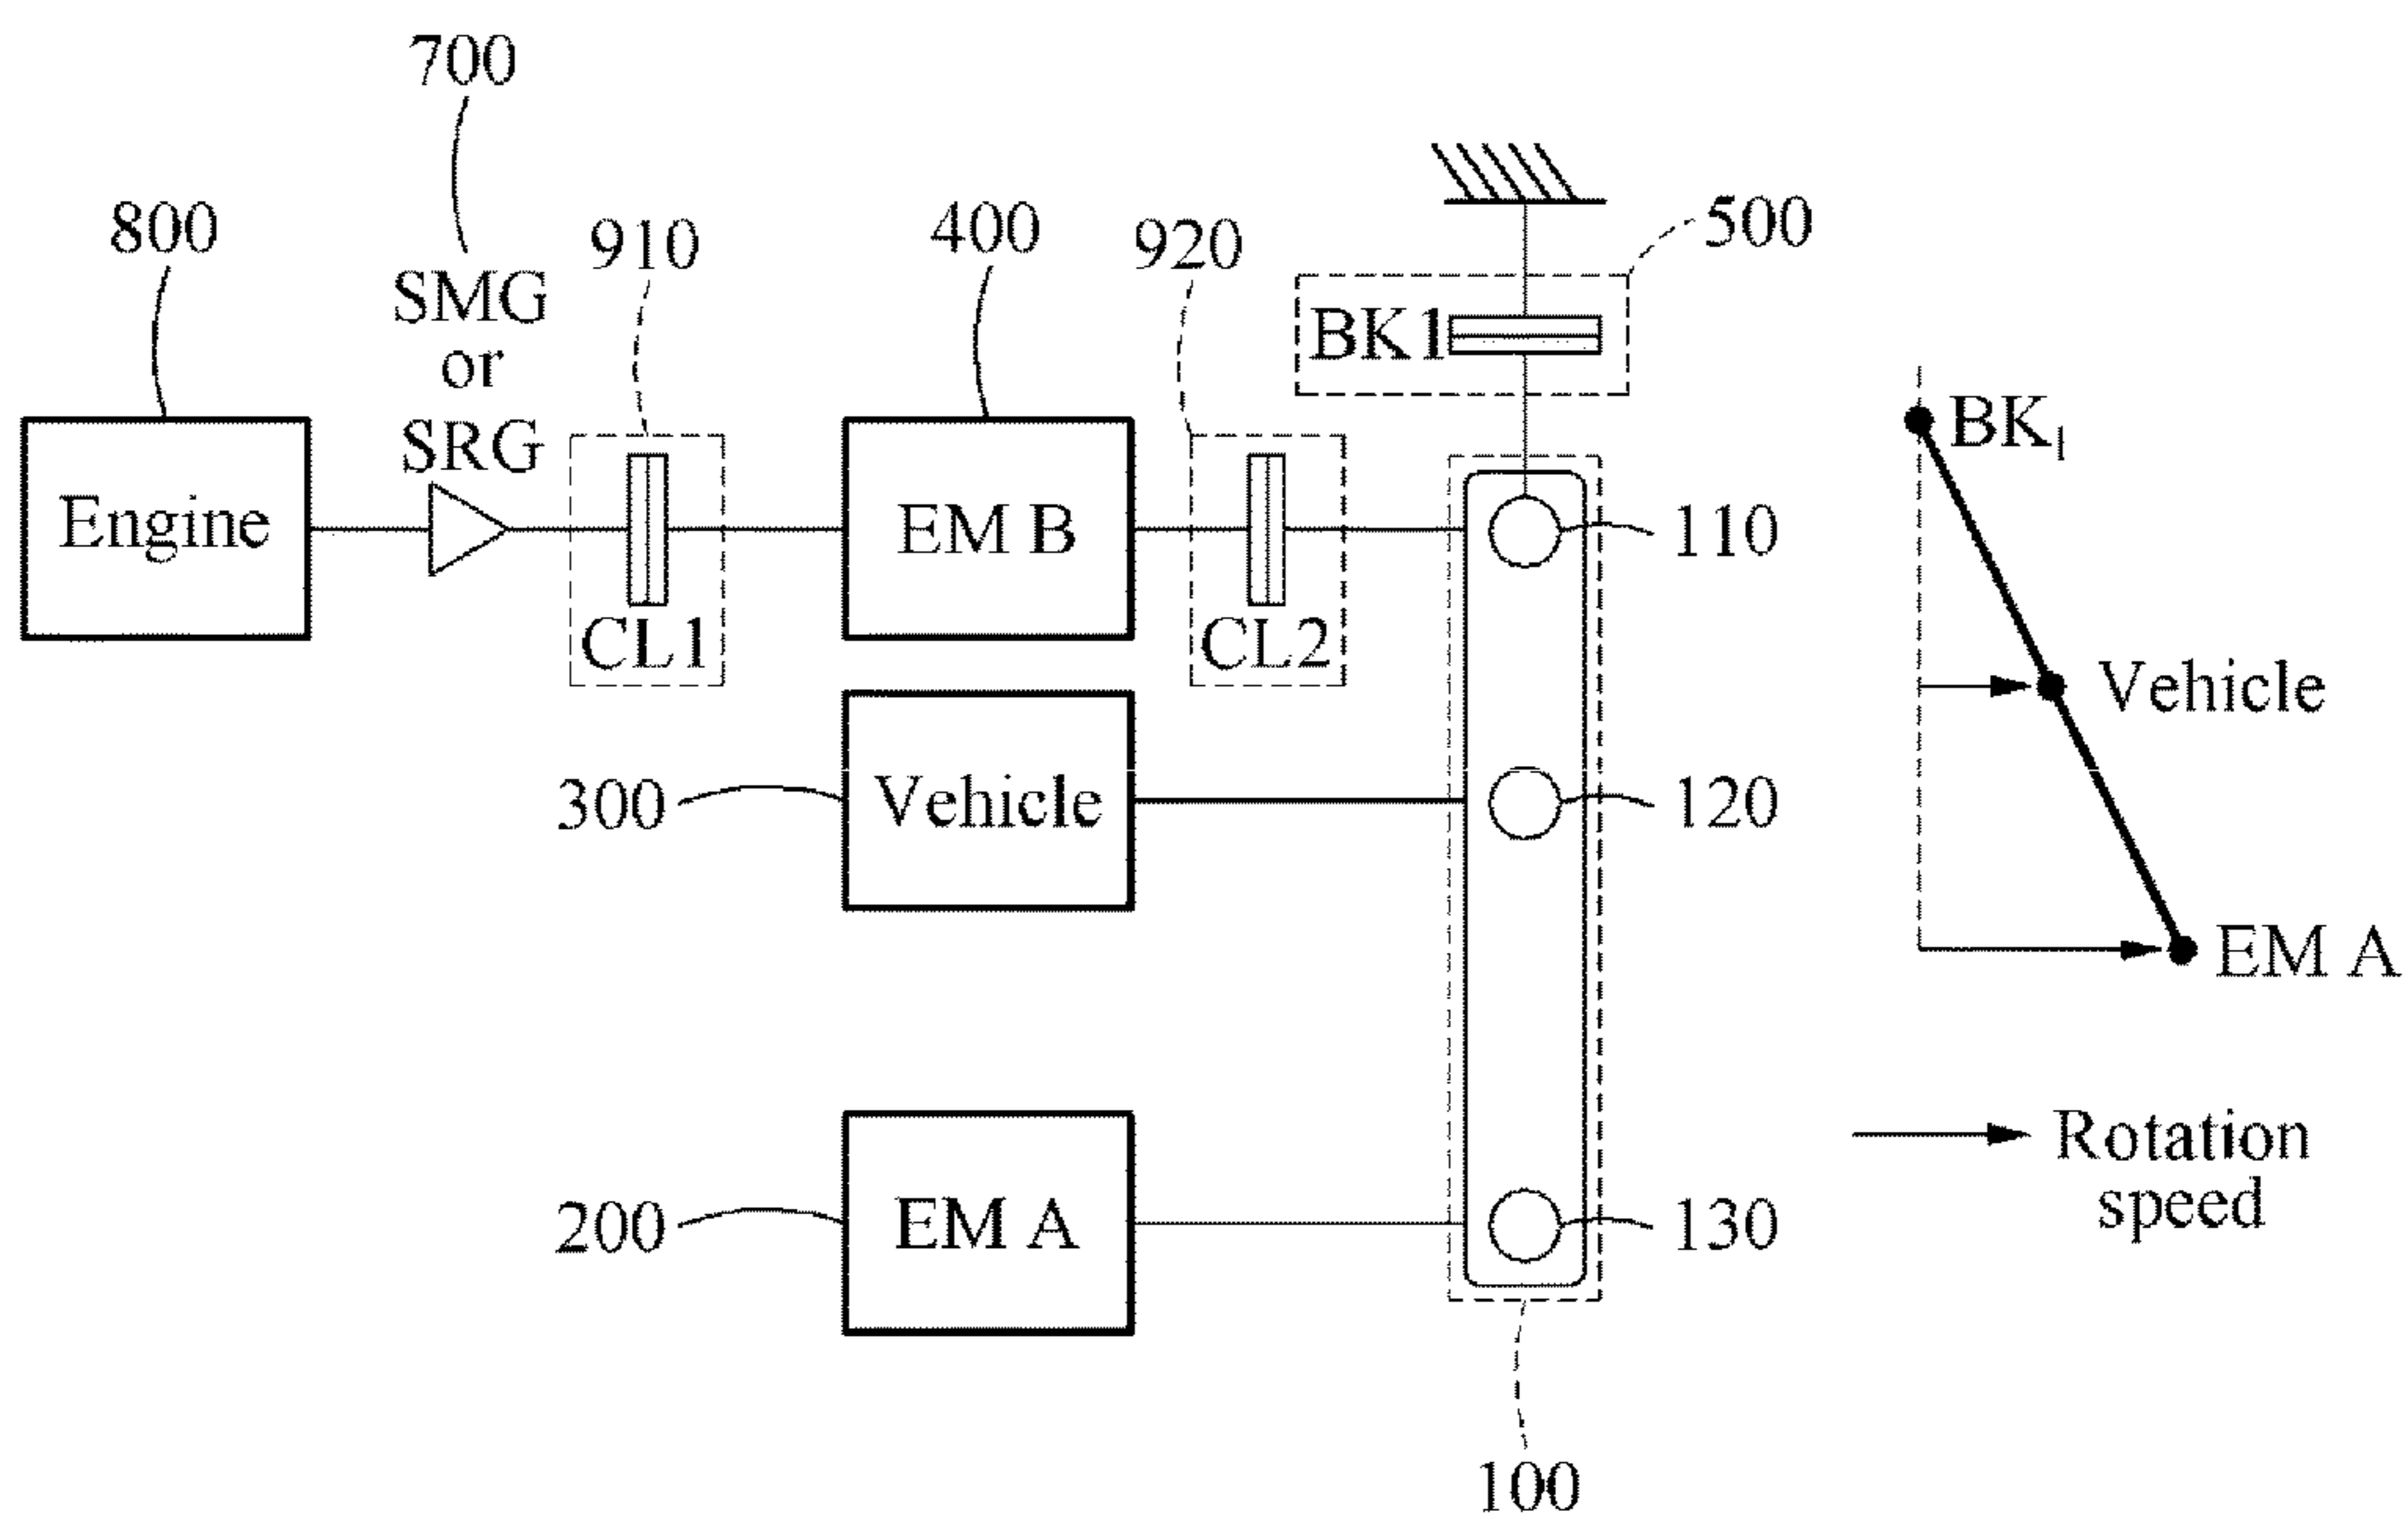 700
800
SMG
or
SRG
910
400
920
500
BK1
BK1
Engine
EM B
110
CL1
CL2
Vehicle
300
Vehicle
120
EM A
Rotation
speed
200
EM A
130
100